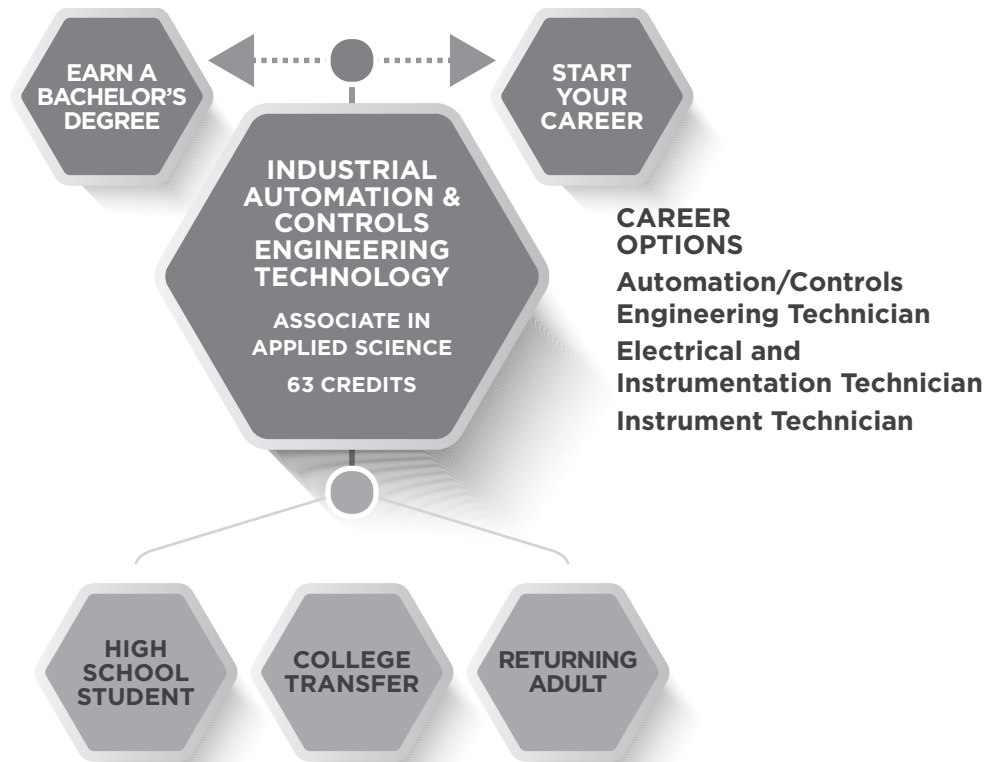 EARN A
BACHELOR'S
DEGREE
START
YOUR
CAREER
INDUSTRIAL
AUTOMATION &
CONTROLS
ENGINEERING
TECHNOLOGY
ASSOCIATE IN
APPLIED SCIENCE
63 CREDITS
CAREER
OPTIONS
Automation/Controls
Engineering Technician
Electrical and
Instrumentation Technician
Instrument Technician
HIGH
SCHOOL
STUDENT
COLLEGE
TRANSFER
RETURNING
ADULT